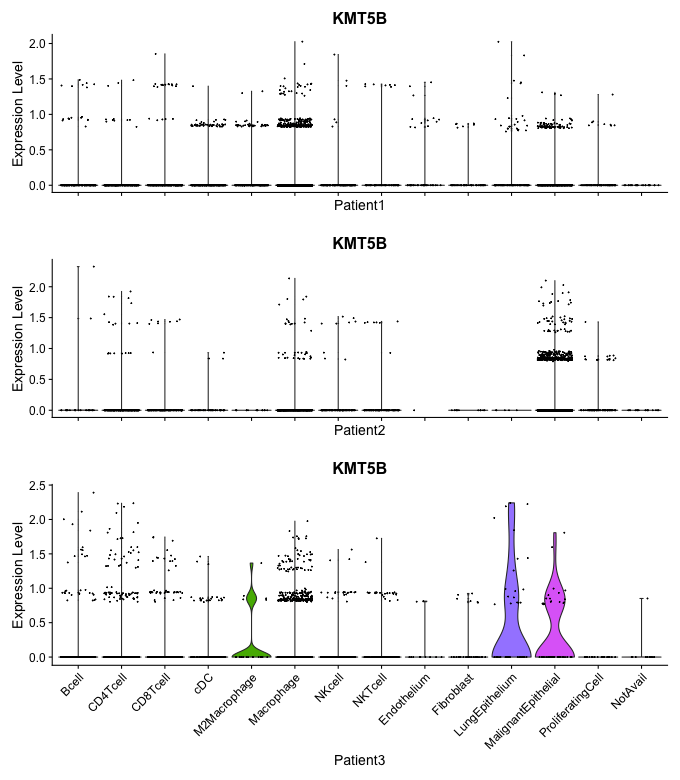 KMT5B
Expression Level
2.0
1.5
1.0
0.5
0.0
Patient1
KMT5B
Expression Level
2.0
1.5
1.0
0.5
0.0
Patient2
KMT5B
Expression Level
2.5
2.0
1.5
1.0
0.5
0.0
Bcell
CD4Tcell
CD8Tcell
cDC
M2Macrophage
Macrophage
NKcell
NKTcell
Endothelium
Fibroblast
LungEpithelium
MalignantEpithelial
ProliferatingCell
NotAvail
Patient3